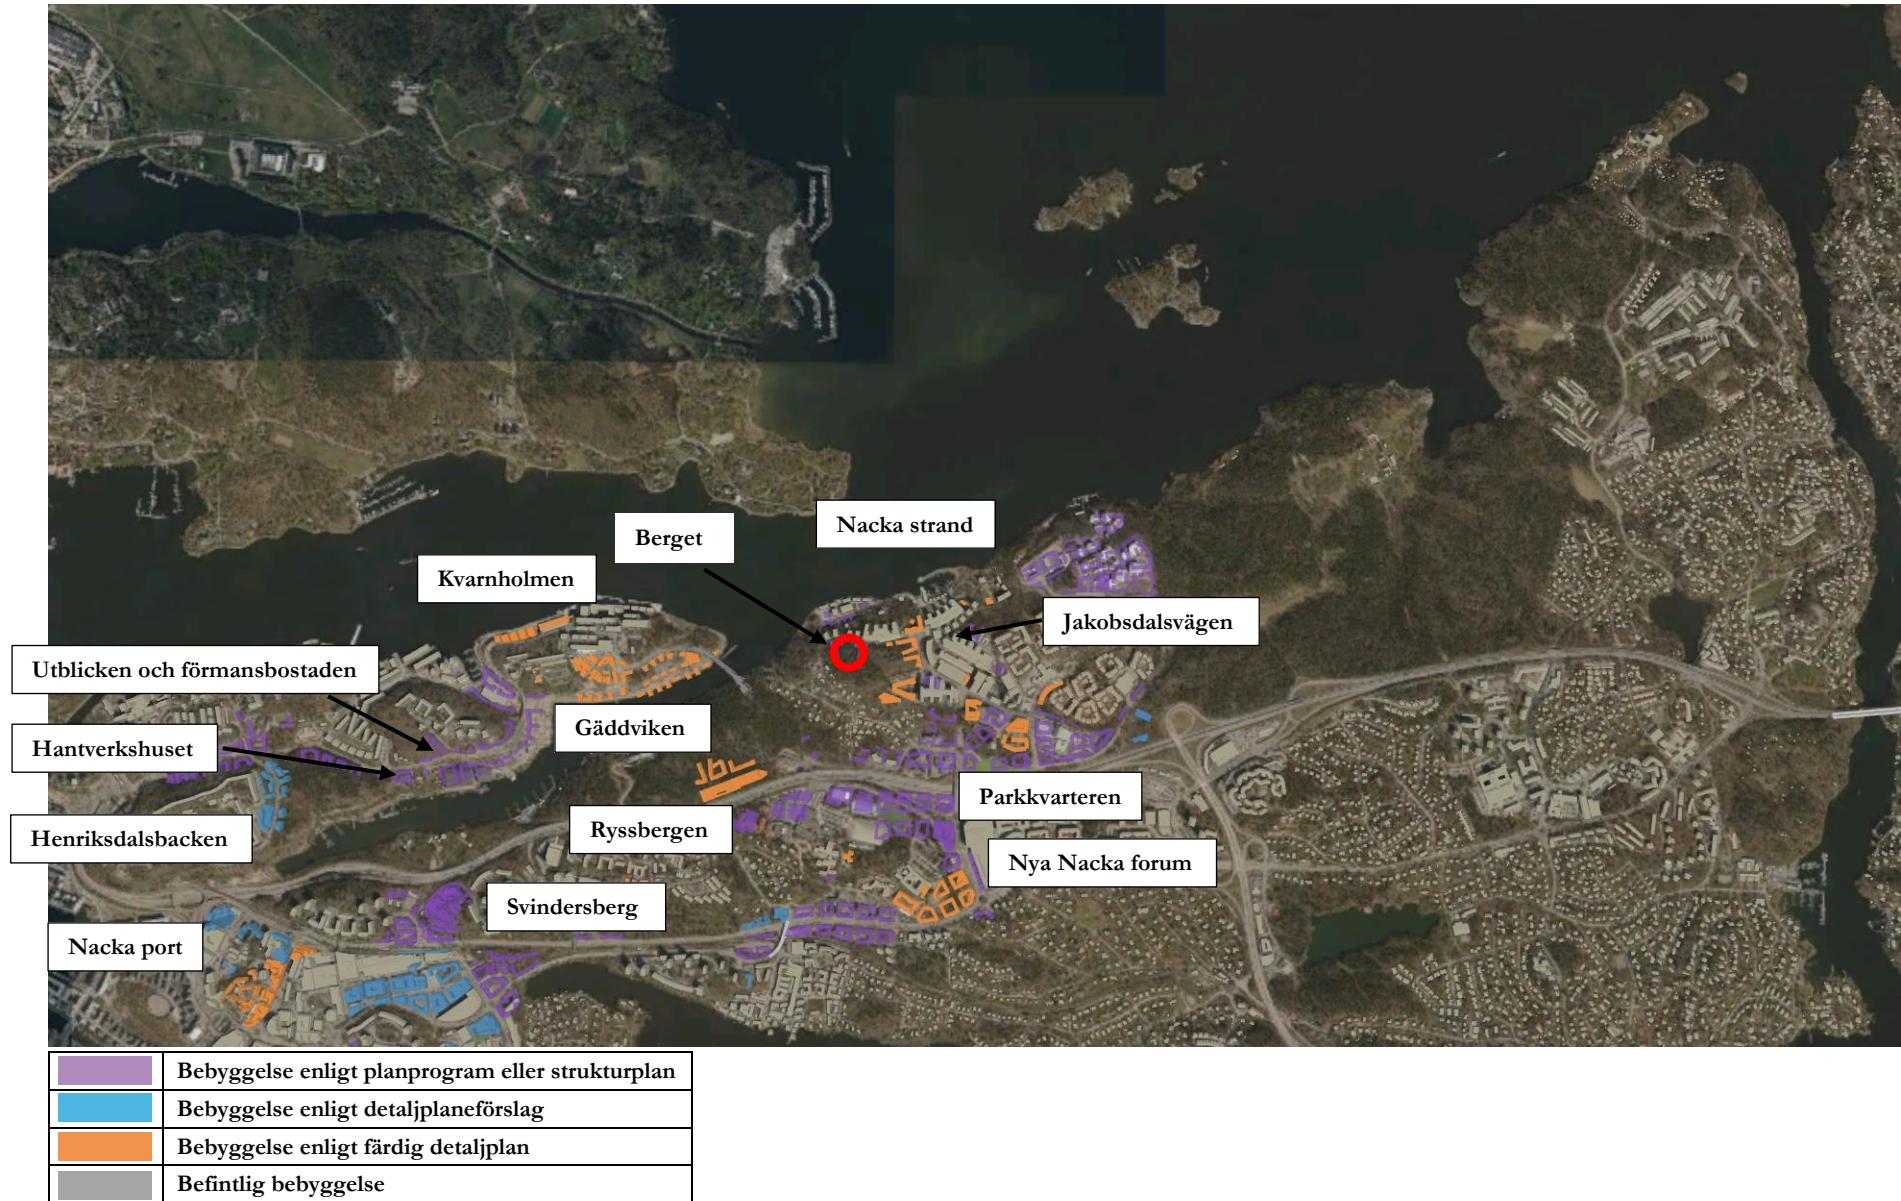 Nacka strand
Berget
Kvarnholmen
Jakobsdalsvägen
Utblicken och förmansbostaden
Gäddviken
Hantverkshuset
Parkkvarteren
Ryssbergen
Henriksdalsbacken
Nya Nacka forum
Svindersberg
Nacka port
Bebyggelse enligt planprogram eller strukturplan
Bebyggelse enligt detaljplaneförslag
Bebyggelse enligt färdig detaljplan
Befintlig bebyggelse